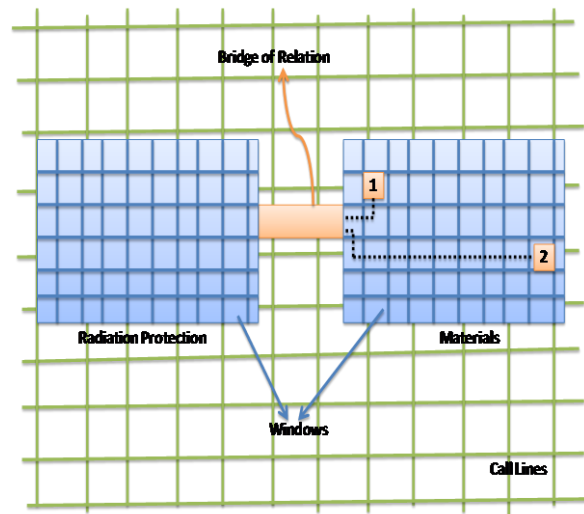 Bridge of Relation
1
2
Radiation Protection
Materials
Windows
Call Lines